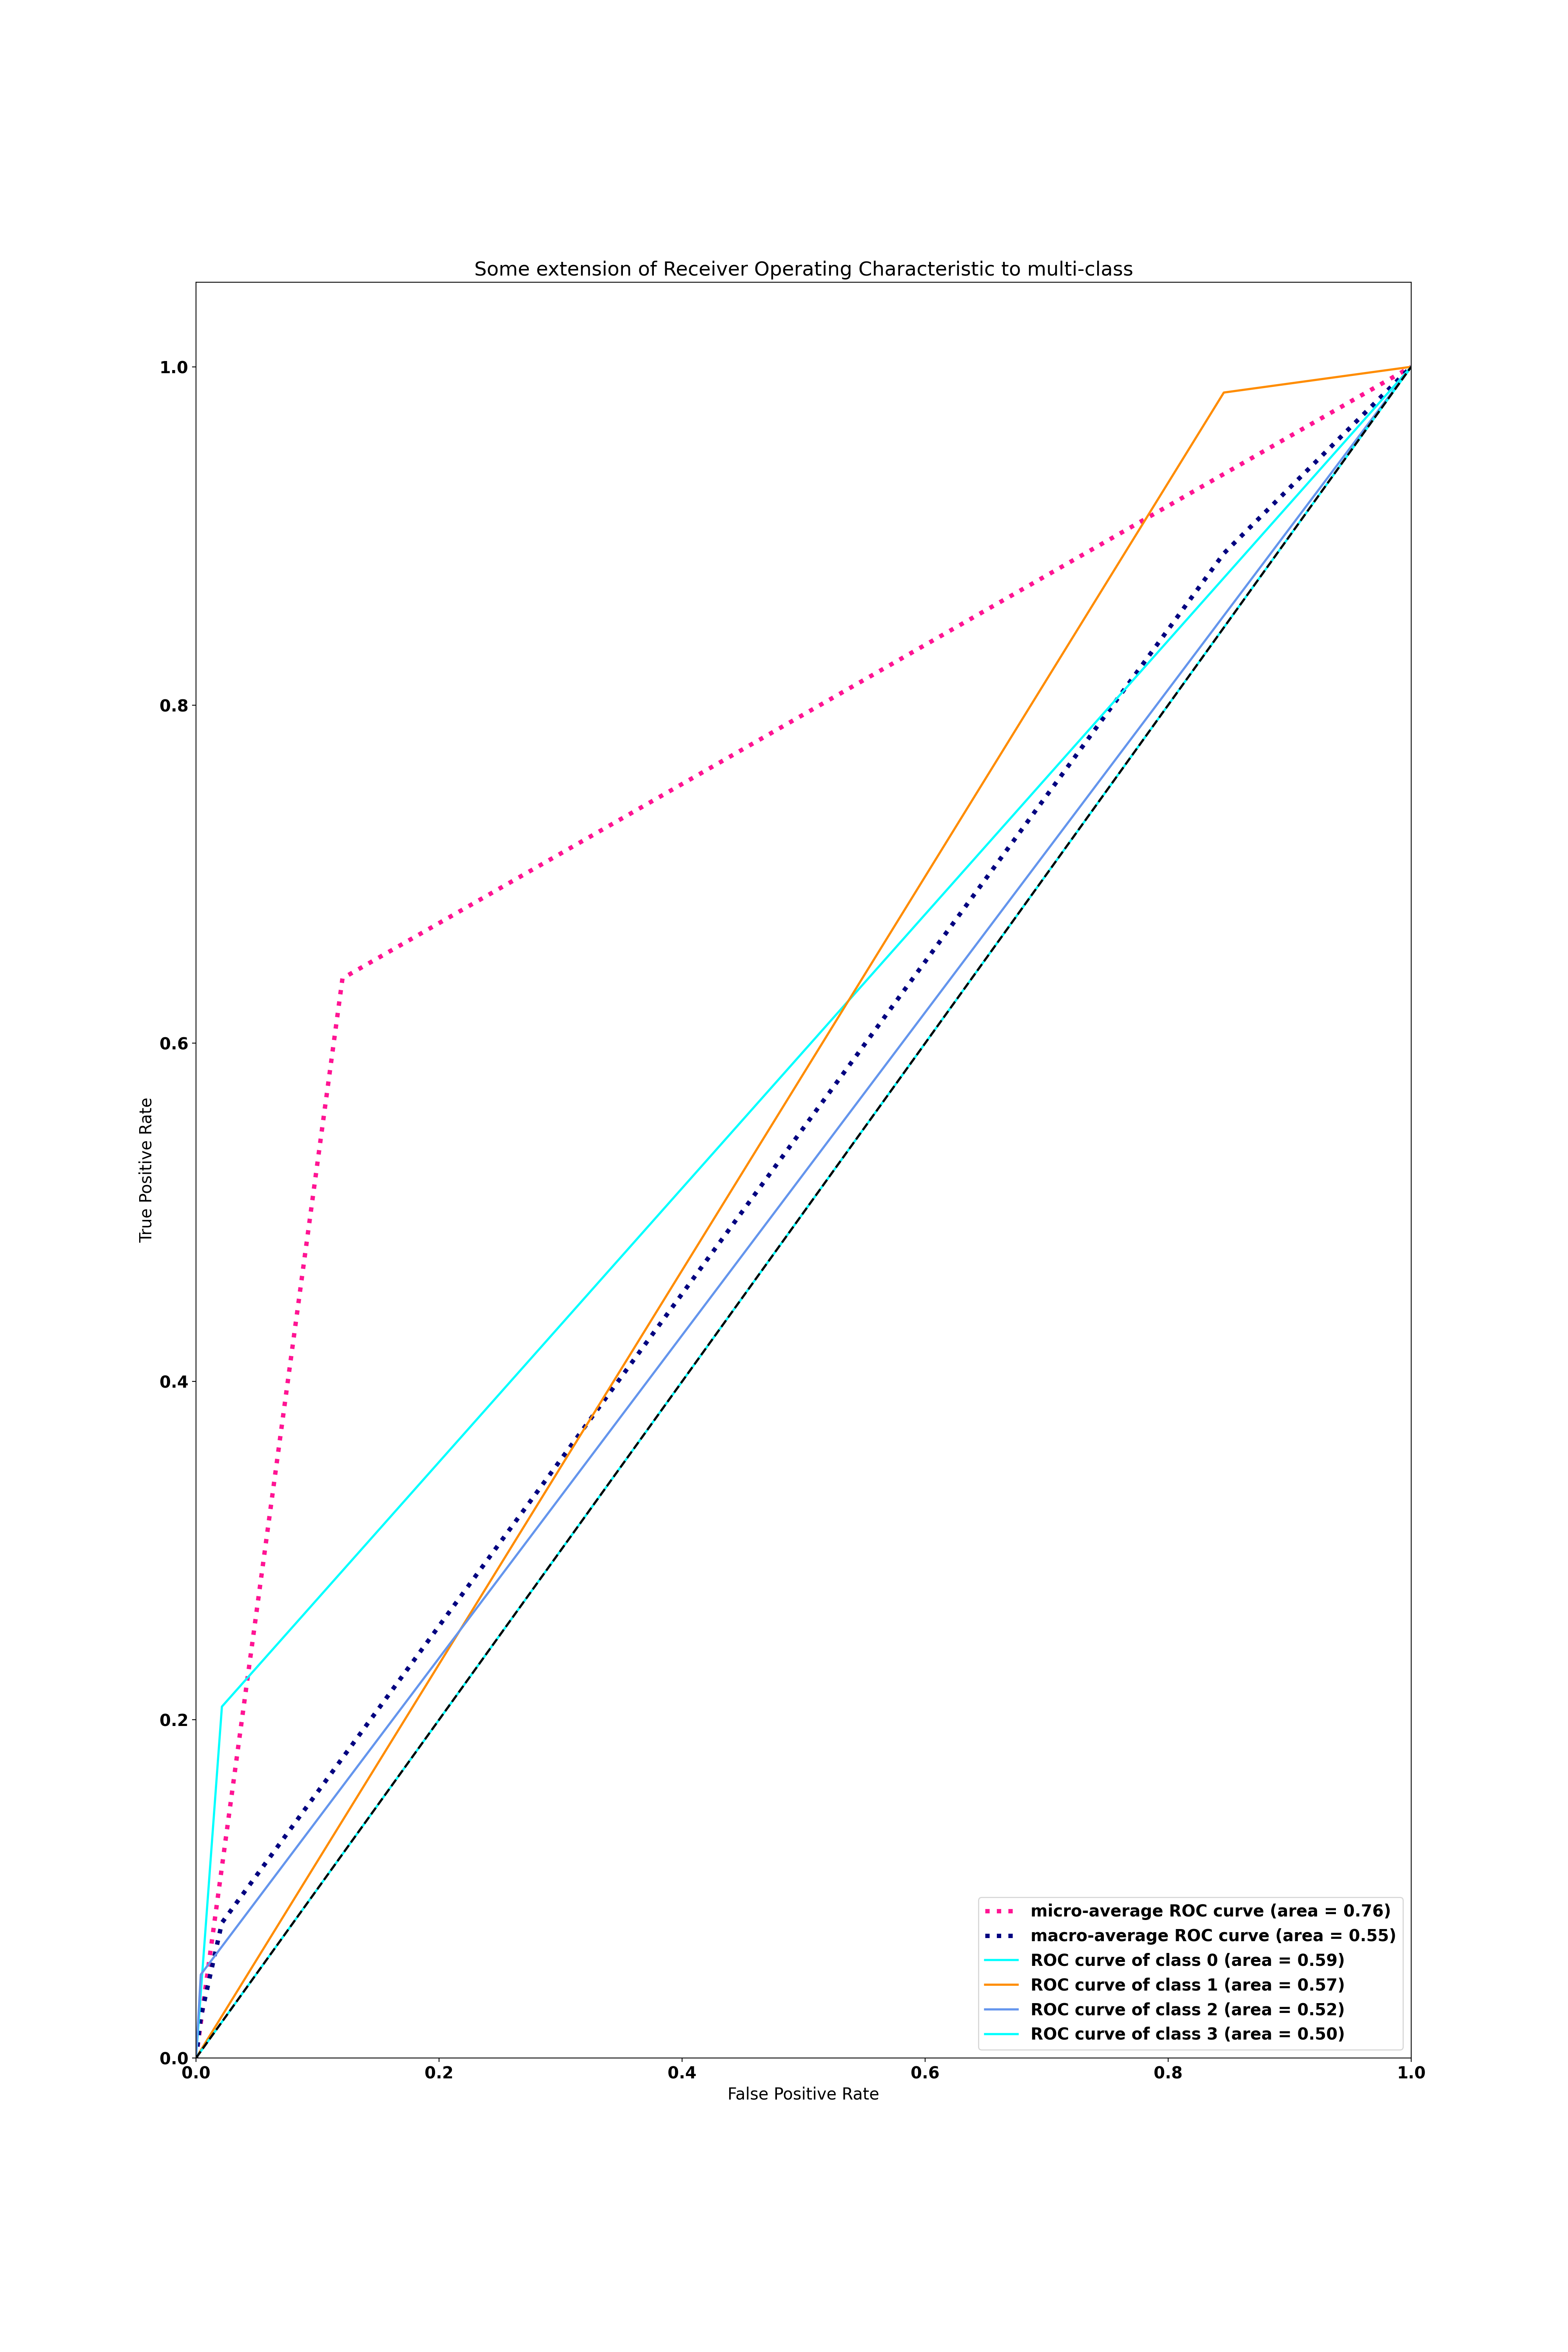 Some extension of Receiver Operating Characteristic to multi-class
1.0
0.8
0.6
0.4
0.2
0.0
True Positive Rate
0.0 0.2 0.4 0.6 0.8 1.0
False Positive Rate
micro-average ROC curve (area = 0.76)
macro-average ROC curve (area = 0.55)
ROC curve of class 0 (area = 0.59)
ROC curve of class 1 (area = 0.57)
ROC curve of class 2 (area = 0.52)
ROC curve of class 3 (area = 0.50)